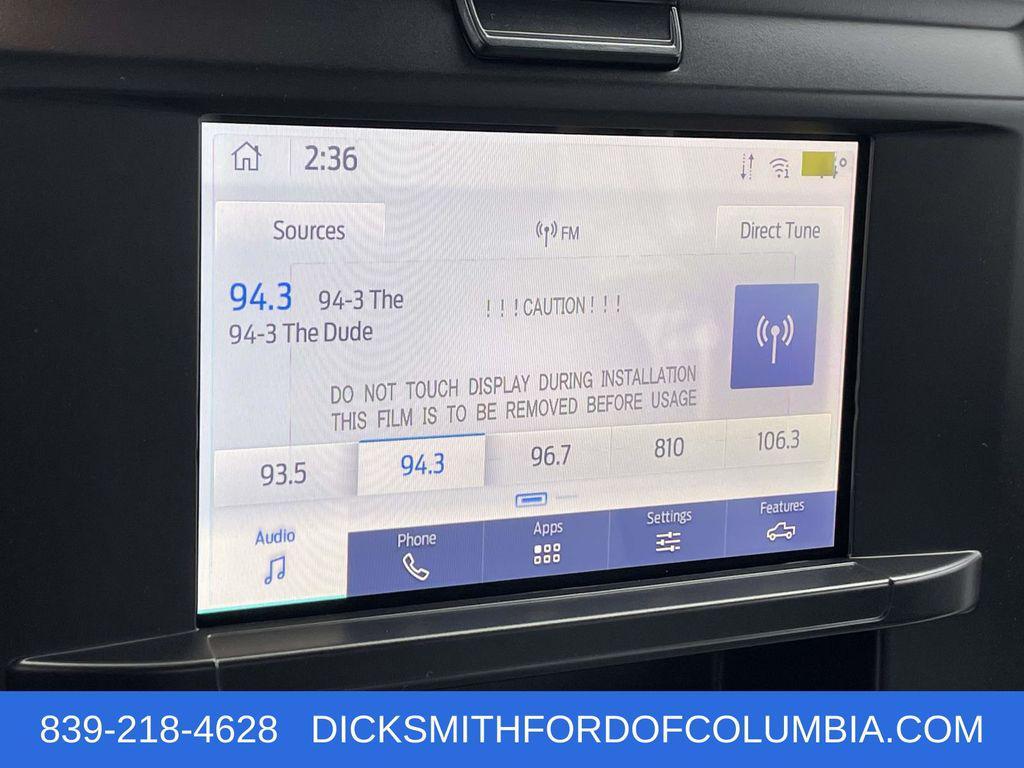 2:36
Sources
FM
Direct Tune
94.3 94-3 The
94-3 The Dude
! ! ! CAUTION ! ! !
DO NOT TOUCH DISPLAY DURING INSTALLATION
THIS FILM IS TO BE REMOVED BEFORE USAGE
93.5
94.3
96.7
810
106.3
Audio
Phone
Apps
Settings
Features
839-218-4628 DICKSMITHFORDOFCOLUMBIA.COM